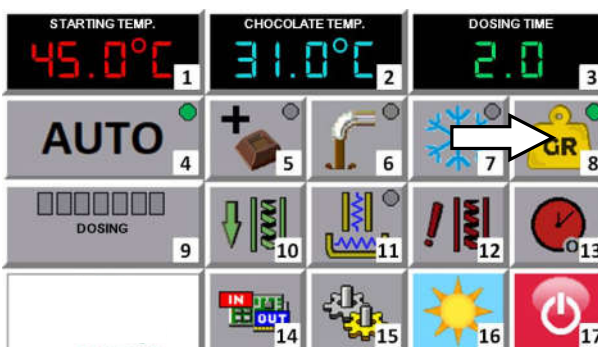 STARTING TEMP. CHOCOLATE TEMP. DOSING TIME
45.0°C 31.0°C 2.0
1 2 3
AUTO GR
4 5 6 7 8
DOSING
9 10 11 12 13
IN
OUT
14 15 16 17